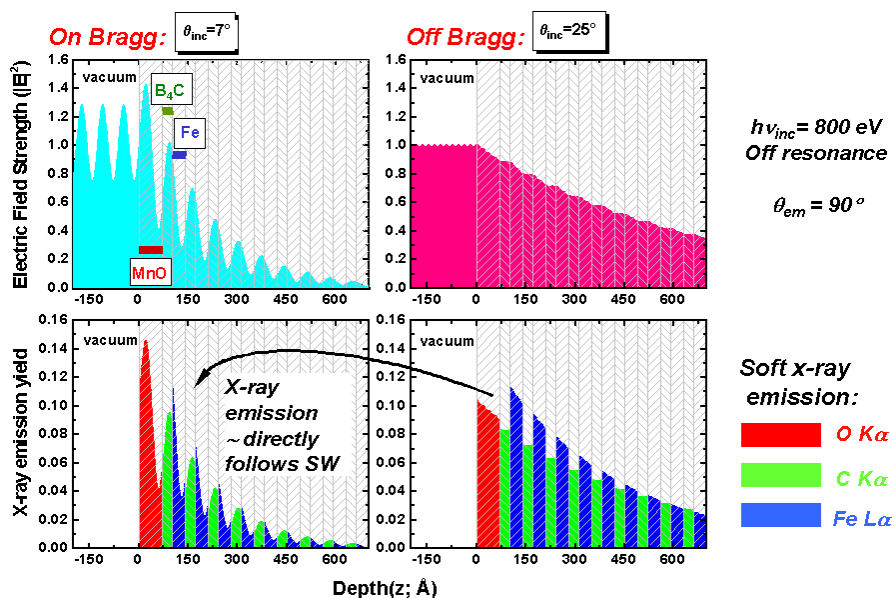 On Bragg:
θinc=7°
Off Bragg:
θinc=25°
Electric Field Strength (|E|²)
1.6
1.4
1.2
1.0
0.8
0.6
0.4
0.2
0.0
vacuum
B₄C
Fe
MnO
-150 0 150 300 450 600
1.6
1.4
1.2
1.0
0.8
0.6
0.4
0.2
0.0
vacuum
-150 0 150 300 450 600
hνinc= 800 eV
Off resonance
θem = 90°
X-ray emission yield
0.16
0.14
0.12
0.10
0.08
0.06
0.04
0.02
0.00
vacuum
X-ray
emission
~directly
follows SW
-150 0 150 300 450 600
0.16
0.14
0.12
0.10
0.08
0.06
0.04
0.02
0.00
vacuum
-150 0 150 300 450 600
Depth(z; Å)
Soft x-ray
emission:
O Kα
C Kα
Fe Lα